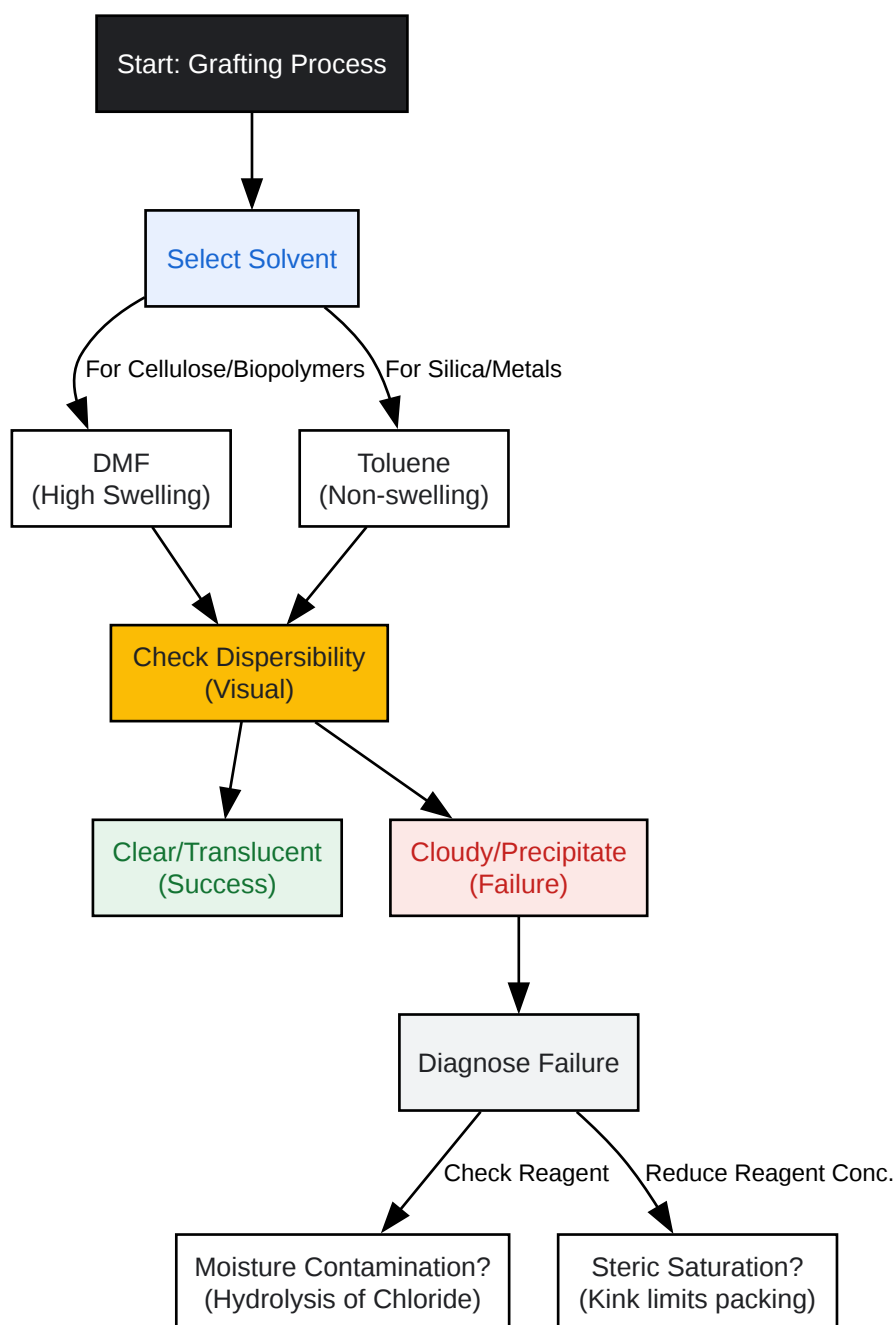 Start: Grafting Process
Select Solvent
For Cellulose/Biopolymers
For Silica/Metals
DMF
(High Swelling)
Toluene
(Non-swelling)
Check Dispersibility
(Visual)
Clear/Translucent
(Success)
Cloudy/Precipitate
(Failure)
Diagnose Failure
Check Reagent
Reduce Reagent Conc.
Moisture Contamination?
(Hydrolysis of Chloride)
Steric Saturation?
(Kink limits packing)